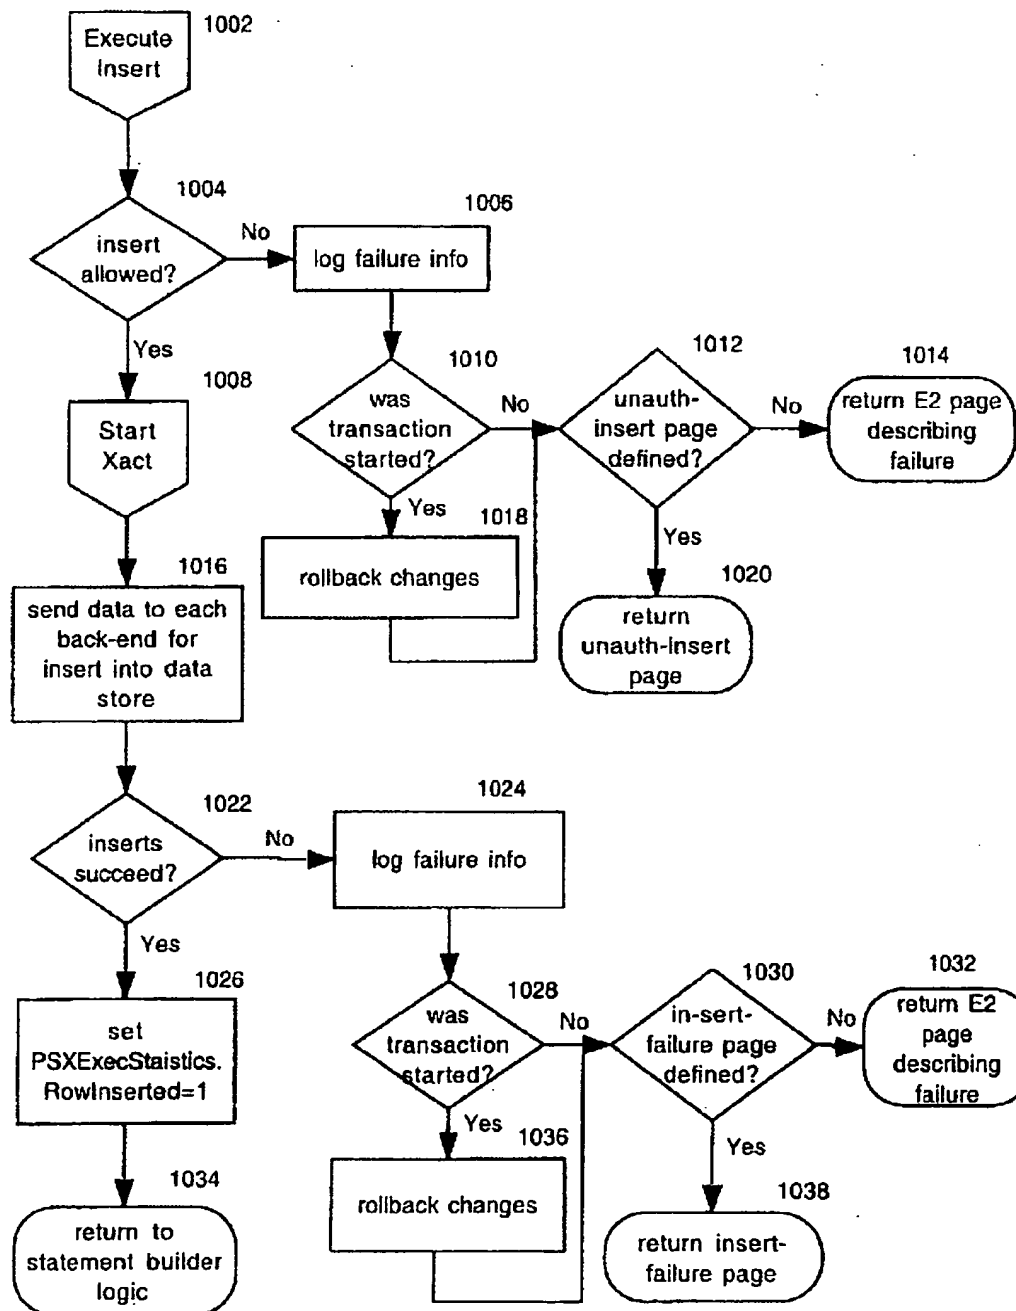 1002
Execute
Insert
1004
insert
allowed?
No
1006
log failure info
Yes
1008
Start
Xact
1010
was
transaction
started?
No
1012
unauth-
insert page
defined?
No
1014
return E2 page
describing
failure
Yes
1018
rollback changes
Yes
1020
return
unauth-insert
page
1016
send data to each
back-end for
insert into data
store
1022
inserts
succeed?
No
1024
log failure info
Yes
1026
set
PSXExecStaistics.
RowInserted=1
1028
was
transaction
started?
No
1030
in-sert-
failure page
defined?
No
1032
return E2
page
describing
failure
Yes
1036
rollback changes
Yes
1038
return insert-
failure page
1034
return to
statement builder
logic